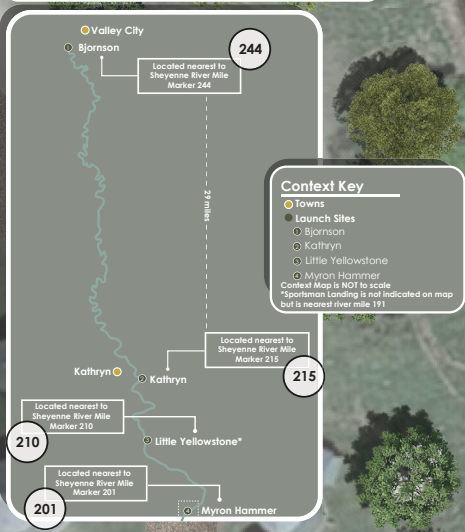 Valley City
1 Bjornson
244
Located nearest to
Sheyenne River Mile
Marker 244
29 miles
Context Key
Towns
Launch Sites
1 Bjornson
2 Kathryn
3 Little Yellowstone
4 Myron Hammer
Context Map is NOT to scale
*Sportsman Landing is not indicated on map
but is nearest river mile 191
Located nearest to
Sheyenne River Mile
Marker 215
215
Kathryn
2 Kathryn
Located nearest to
Sheyenne River Mile
Marker 210
210
3 Little Yellowstone*
Located nearest to
Sheyenne River Mile
Marker 201
201
4 Myron Hammer